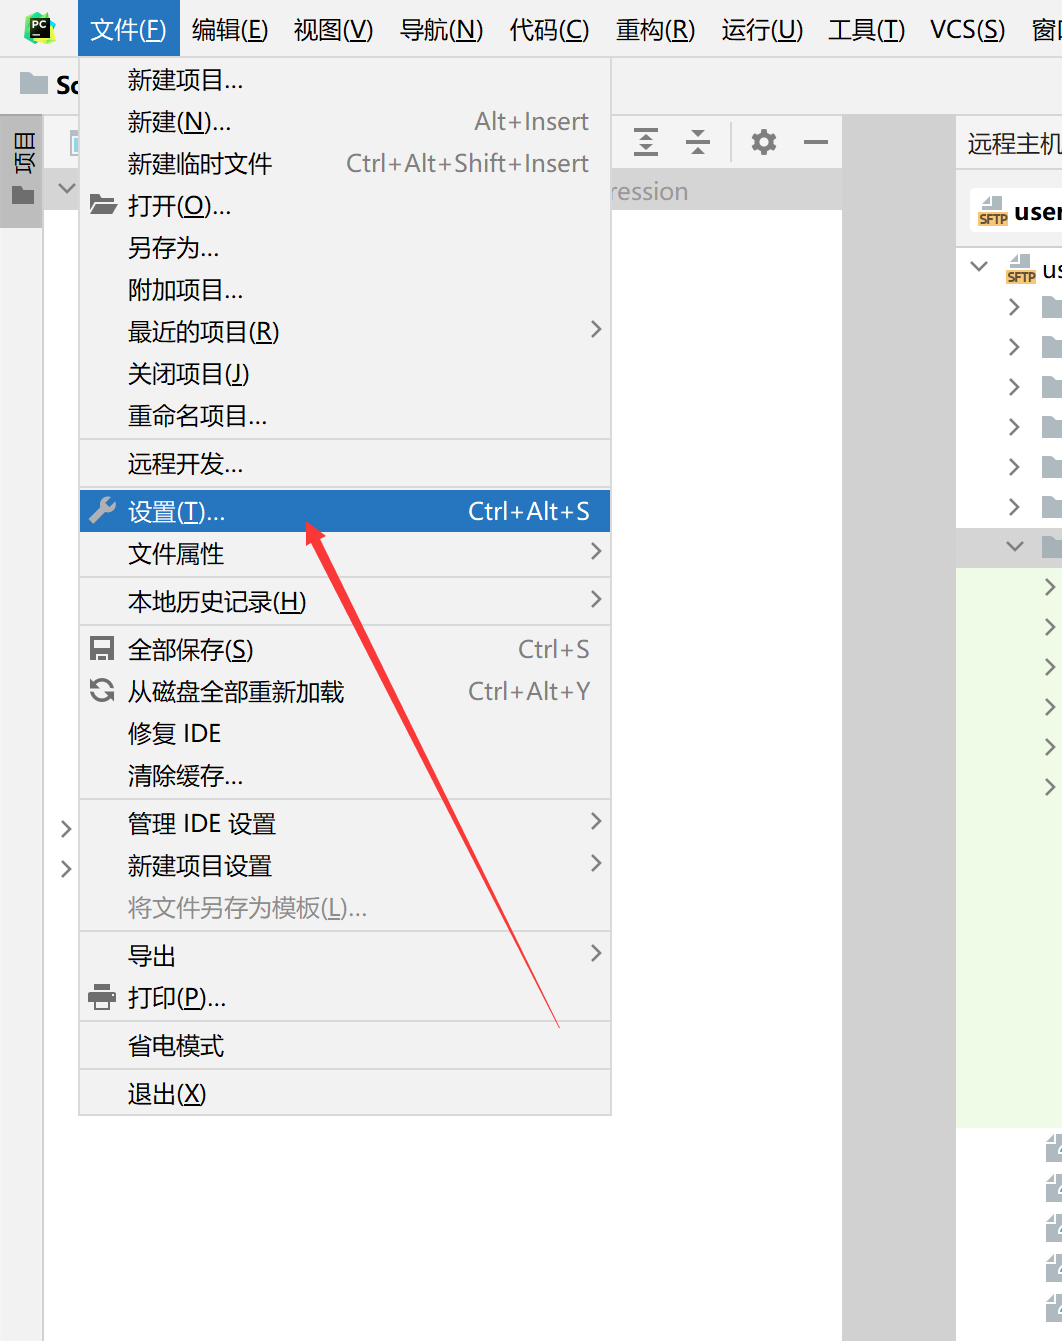 PC
文件(F) 编辑(E) 视图(V) 导航(N) 代码(C) 重构(R) 运行(U) 工具(T) VCS(S)
项目
新建项目...
新建(N)... Alt+Insert
新建临时文件 Ctrl+Alt+Shift+Insert
打开(O)...
另存为...
附加项目...
最近的项目(R)
关闭项目(J)
重命名项目...
远程开发...
设置(T)... Ctrl+Alt+S
文件属性
本地历史记录(H)
全部保存(S) Ctrl+S
从磁盘全部重新加载 Ctrl+Alt+Y
修复 IDE
清除缓存...
管理 IDE 设置
新建项目设置
将文件另存为模板(L)...
导出
打印(P)...
省电模式
退出(X)
ression
远程主机
SFTP user
SFTP us